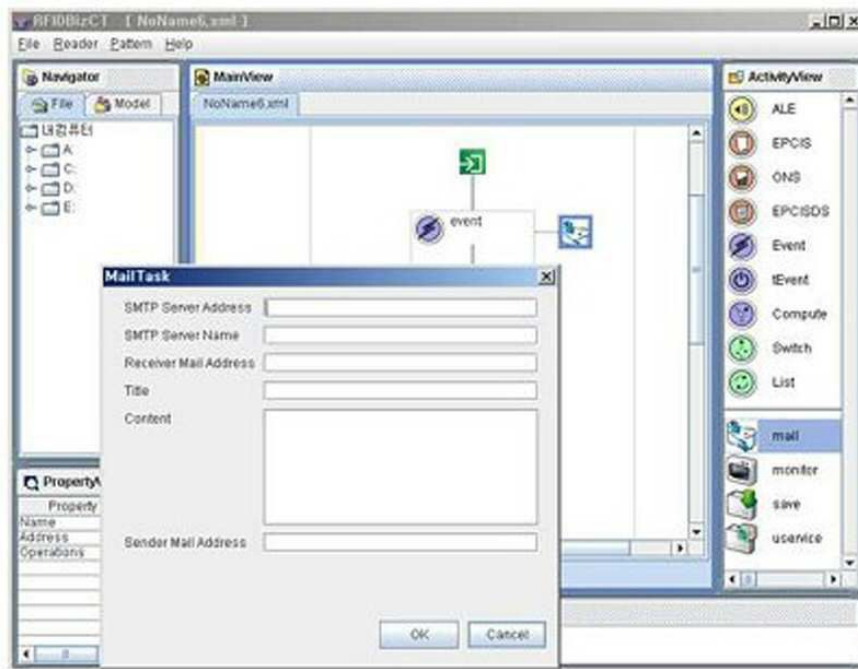 RFIDBizCT [ NoName6.xml ]
File Reader Pattern Help
Navigator
File Model
내컴퓨터
A:
C:
D:
E:
MainView
NoName6.xml
event
ActivityView
ALE
EPCIS
ONS
EPCISDS
Event
tEvent
Compute
Switch
List
mail
monitor
save
uservice
MailTask
SMTP Server Address
SMTP Server Name
Receiver Mail Address
Title
Content
Sender Mail Address
OK Cancel
PropertyV
Property
Name
Address
Operations